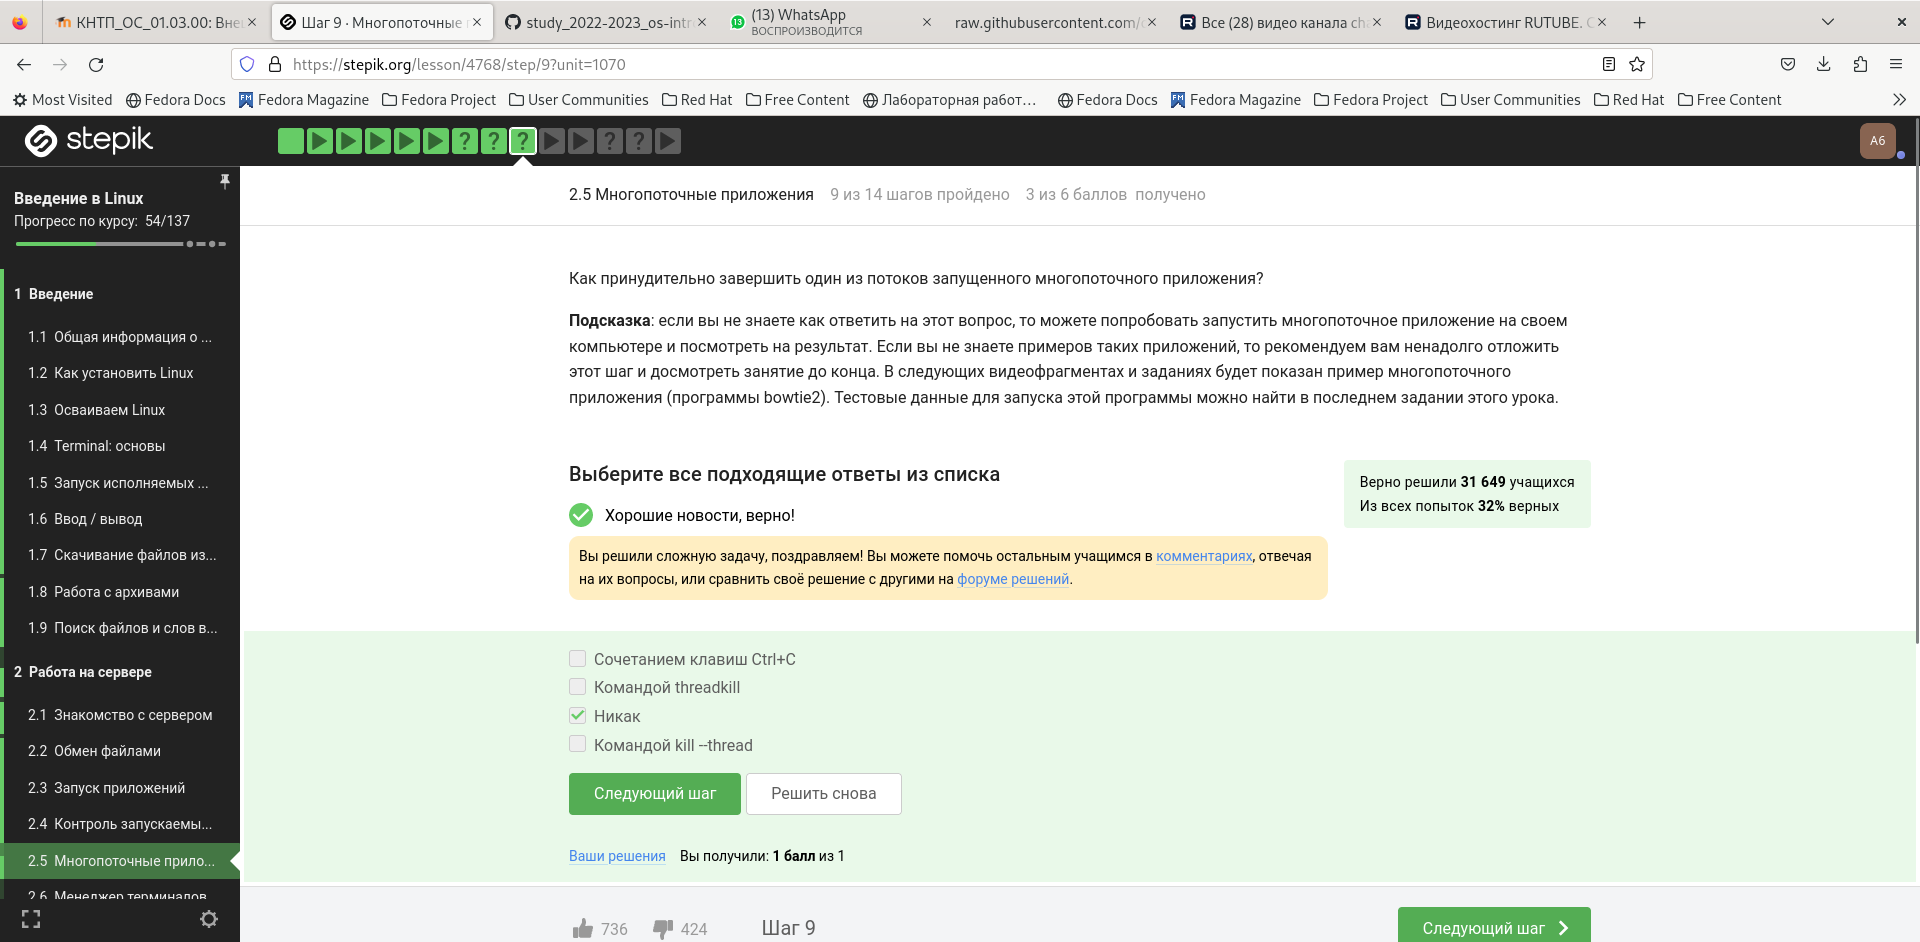 КНТП_ОС_01.03.00: Вне
Шаг 9 · Многопоточные
study_2022-2023_os-intr
(13) WhatsApp
ВОСПРОИЗВОДИТСЯ
raw.githubusercontent.com/
Все (28) видео канала
Видеохостинг RUTUBE.
https://stepik.org/lesson/4768/step/9?unit=1070
Most Visited Fedora Docs Fedora Magazine Fedora Project User Communities Red Hat Free Content Лабораторная работ… Fedora Docs Fedora Magazine Fedora Project User Communities Red Hat Free Content
stepik
A6
Введение в Linux
Прогресс по курсу: 54/137
1 Введение
1.1 Общая информация о ...
1.2 Как установить Linux
1.3 Осваиваем Linux
1.4 Terminal: основы
1.5 Запуск исполняемых ...
1.6 Ввод / вывод
1.7 Скачивание файлов из...
1.8 Работа с архивами
1.9 Поиск файлов и слов в...
2 Работа на сервере
2.1 Знакомство с сервером
2.2 Обмен файлами
2.3 Запуск приложений
2.4 Контроль запускаемы...
2.5 Многопоточные прило...
2.6 Менеджер терминалов
2.5 Многопоточные приложения 9 из 14 шагов пройдено 3 из 6 баллов получено
Как принудительно завершить один из потоков запущенного многопоточного приложения?
Подсказка: если вы не знаете как ответить на этот вопрос, то можете попробовать запустить многопоточное приложение на своем
компьютере и посмотреть на результат. Если вы не знаете примеров таких приложений, то рекомендуем вам ненадолго отложить
этот шаг и досмотреть занятие до конца. В следующих видеофрагментах и заданиях будет показан пример многопоточного
приложения (программы bowtie2). Тестовые данные для запуска этой программы можно найти в последнем задании этого урока.
Выберите все подходящие ответы из списка
Верно решили 31 649 учащихся
Из всех попыток 32% верных
Хорошие новости, верно!
Вы решили сложную задачу, поздравляем! Вы можете помочь остальным учащимся в комментариях, отвечая
на их вопросы, или сравнить своё решение с другими на форуме решений.
Сочетанием клавиш Ctrl+C
Командой threadkill
Никак
Командой kill --thread
Следующий шаг
Решить снова
Ваши решения Вы получили: 1 балл из 1
736 424 Шаг 9
Следующий шаг